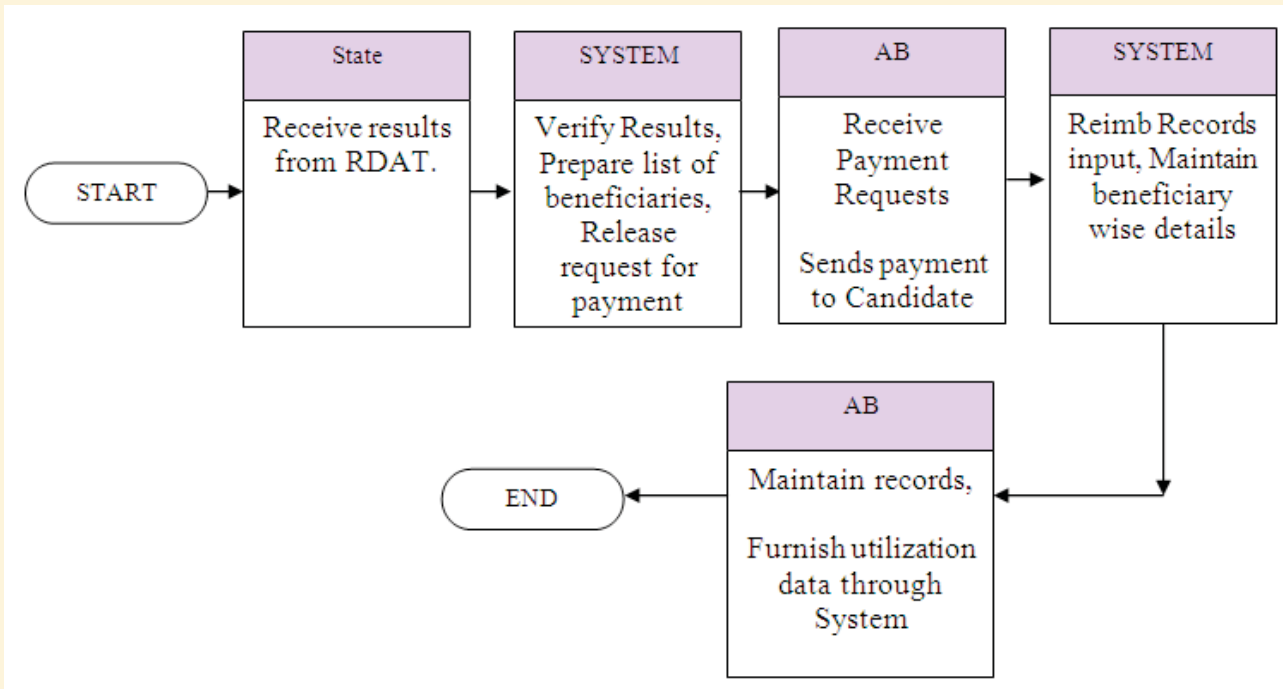 START
State
Receive results
from RDAT.
SYSTEM
Verify Results,
Prepare list of
beneficiaries,
Release
request for
payment
AB
Receive
Payment
Requests
Sends payment
to Candidate
SYSTEM
Reimb Records
input, Maintain
beneficiary
wise details
AB
Maintain records,
Furnish utilization
data through
System
END